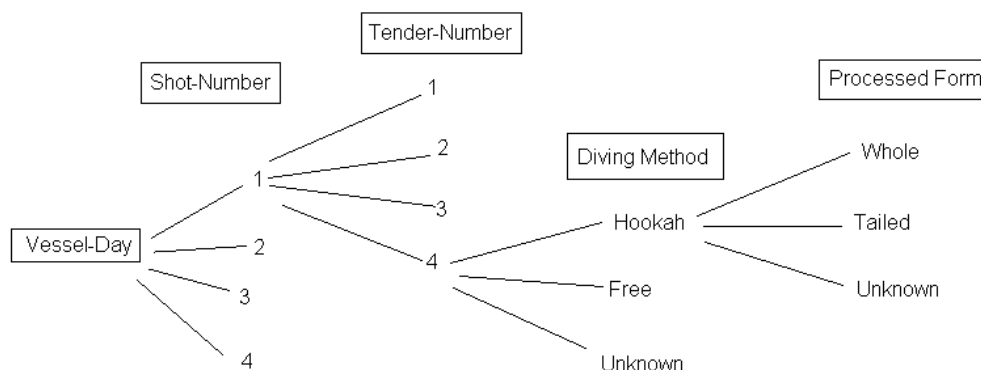 Tender-Number
Shot-Number
Processed Form
1
2
Diving Method
Whole
1
3
Hookah
Tailed
Vessel-Day
2
4
3
Free
Unknown
4
Unknown